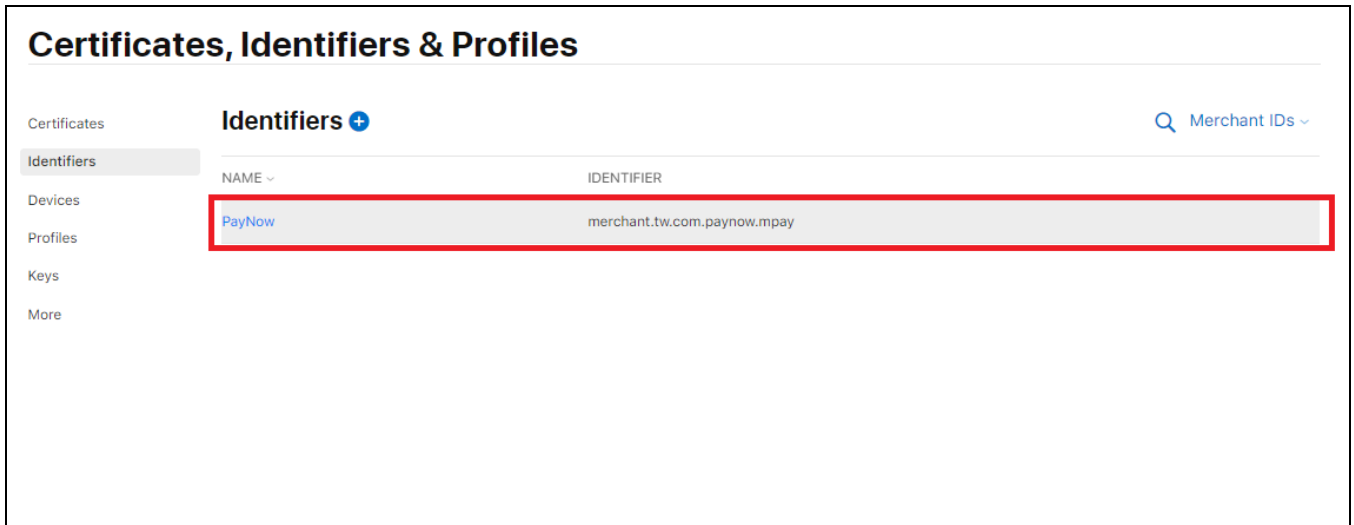 Certificates, Identifiers & Profiles
Certificates
Identifiers
Devices
Profiles
Keys
More
Identifiers
Merchant IDs
NAME IDENTIFIER
PayNow merchant.tw.com.paynow.mpay